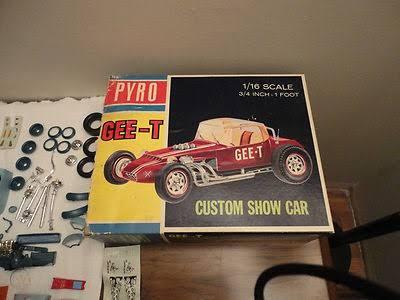 PYRO
1/16 SCALE
3/4 INCH-1 FOOT
GEE-T
GEE-T
CUSTOM SHOW CAR